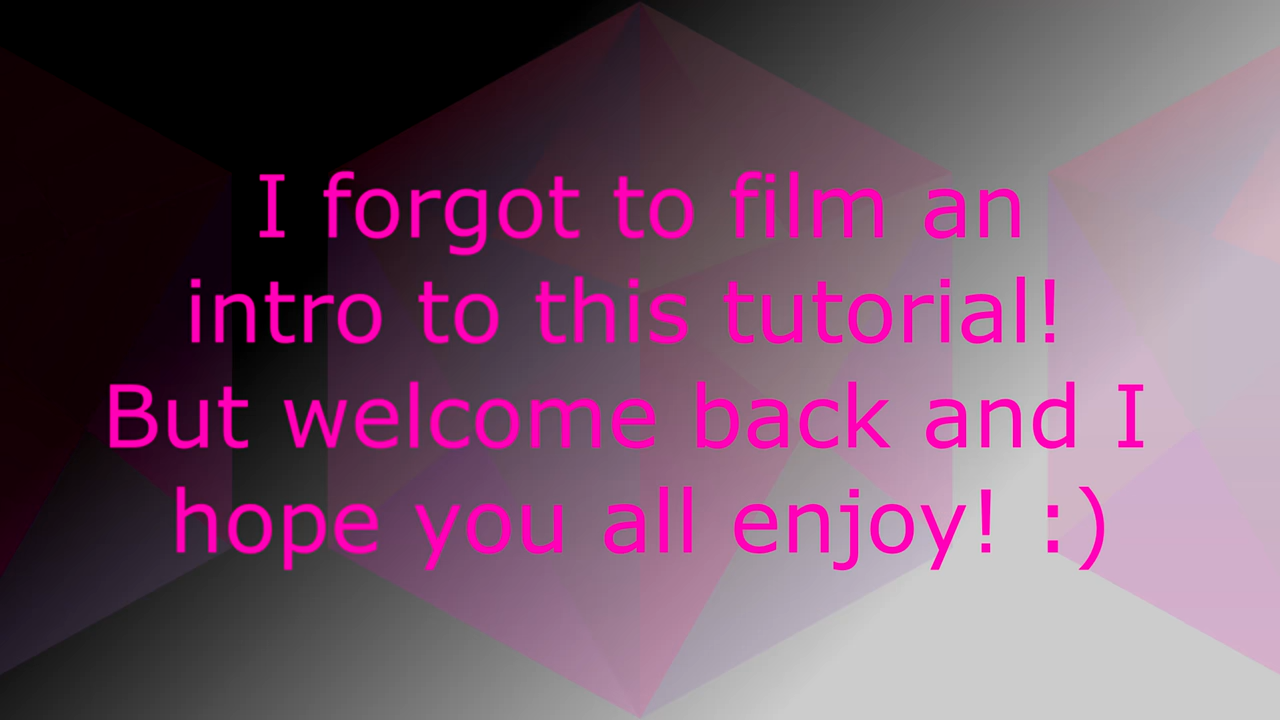 I forgot to film an
intro to this tutorial!
But welcome back and I
hope you all enjoy! :)